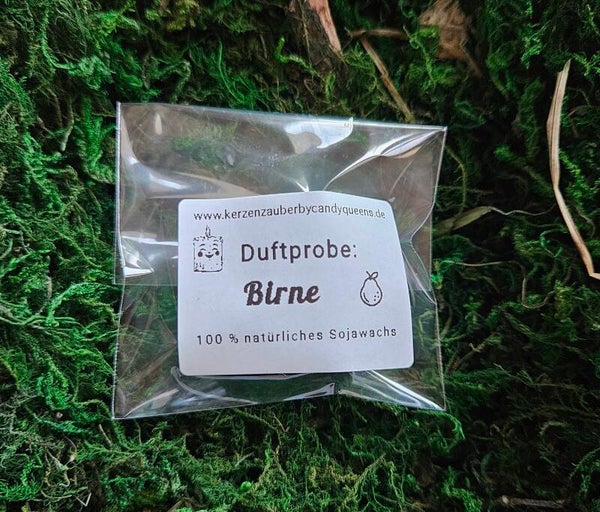 www.kerzenzauberbycandyqueens.de
Duftprobe:
Birne
100 % natürliches Sojawachs